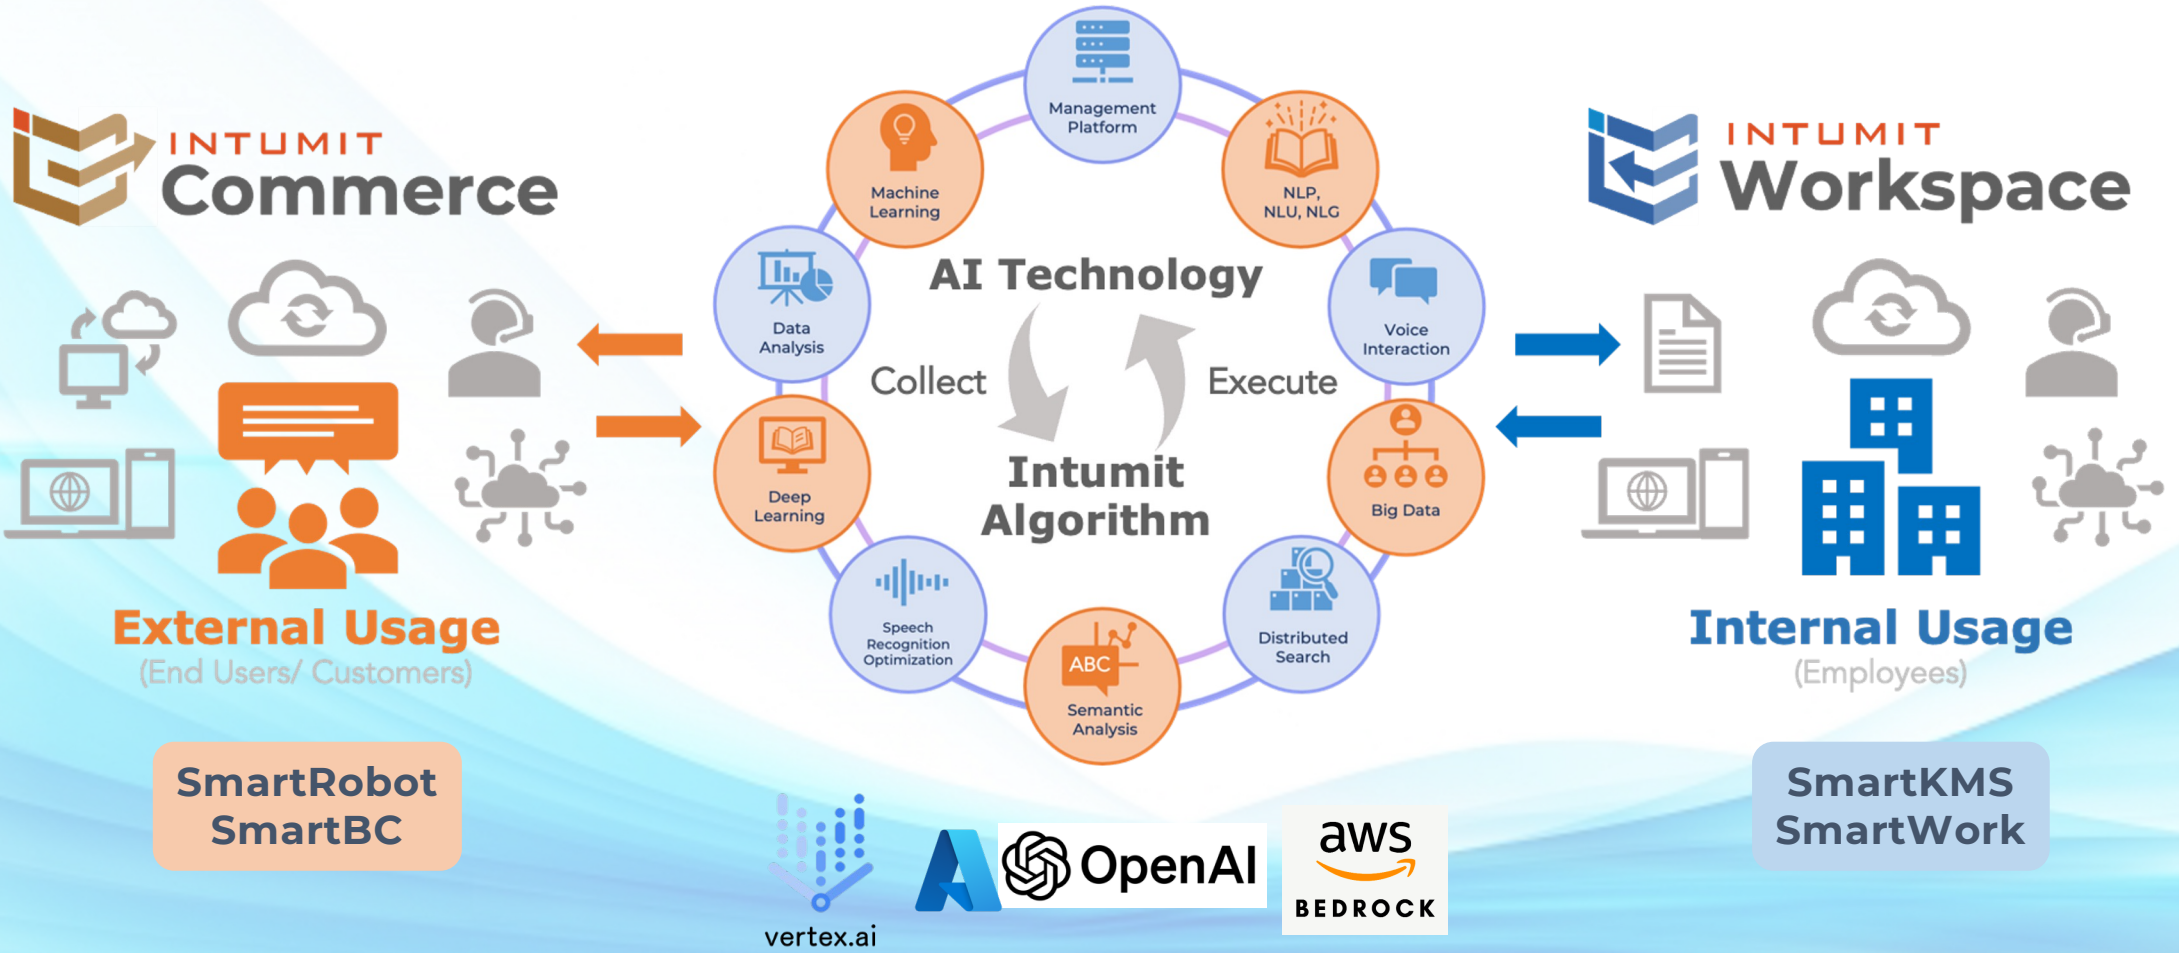 INTUMIT
Commerce
External Usage
(End Users/ Customers)
SmartRobot
SmartBC
Management
Platform
Machine
Learning
NLP,
NLU, NLG
Data
Analysis
Voice
Interaction
AI Technology
Collect
Execute
Intumit
Algorithm
Deep
Learning
Big Data
Speech
Recognition
Optimization
Distributed
Search
ABC
Semantic
Analysis
vertex.ai
OpenAI
aws
BEDROCK
INTUMIT
Workspace
Internal Usage
(Employees)
SmartKMS
SmartWork